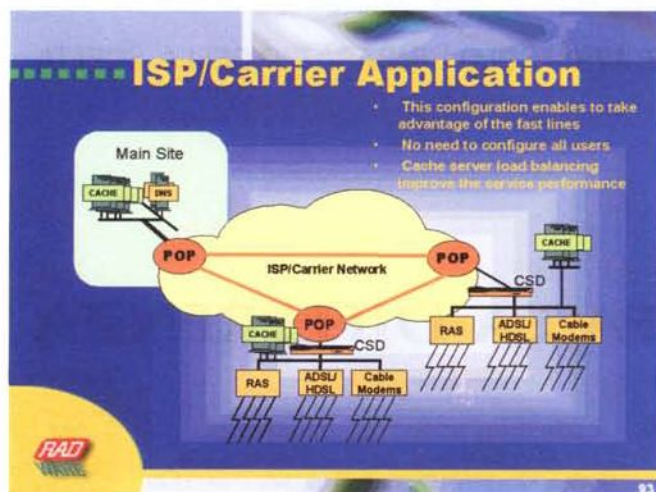 ISP/Carrier Application
• This configuration enables to take
advantage of the fast lines
• No need to configure all users
• Cache server load balancing
improve the service performance
Main Site
CACHE
DNS
POP
ISP/Carrier Network
POP
CACHE
CSD
RAS
ADSL/
HDSL
Cable
Modems
POP
CACHE
CSD
RAS
ADSL/
HDSL
Cable
Modems
RAD
93